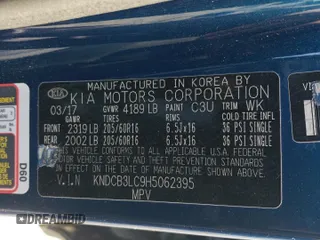 MANUFACTURED IN KOREA BY
KIA KIA MOTORS CORPORATION
03/17 GVWR 4189 LB PAINT C3U TRIM WK
GAWR TIRES RIMS COLD TIRE INFL
FRONT 2319 LB 205/60R16 6.5JX16 36 PSI SINGLE
REAR 2002 LB 205/60R16 6.5JX16 36 PSI SINGLE
THIS VEHICLE CONFORMS TO ALL APPLICABLE FEDERAL
MOTOR VEHICLE SAFETY AND THEFT PREVENTION STANDARDS
IN EFFECT ON THE DATE OF MANUFACTURE SHOWN ABOVE.
V.I.N KNDCB3LC9H5062395
MPV
D60